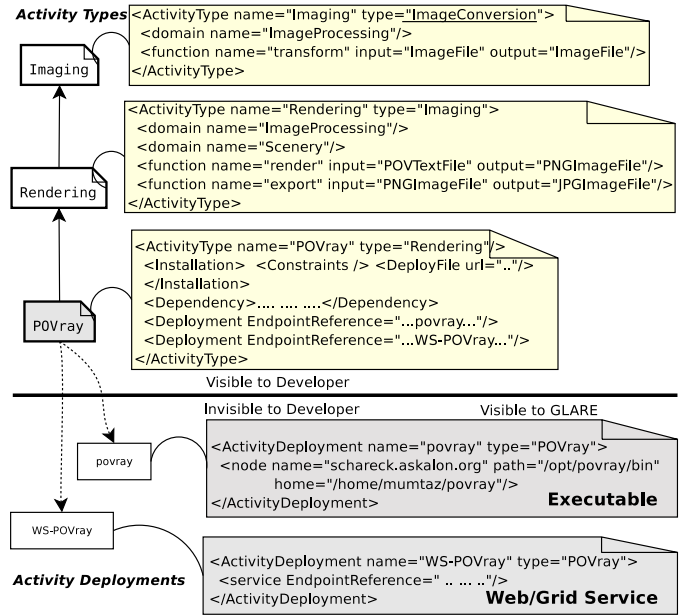 Activity Types
<ActivityType name="Imaging" type="ImageConversion">
<domain name="ImageProcessing"/>
<function name="transform" input="ImageFile" output="ImageFile"/>
</ActivityType>
Imaging
<ActivityType name="Rendering" type="Imaging">
<domain name="ImageProcessing"/>
<domain name="Scenery"/>
<function name="render" input="POVTextFile" output="PNGImageFile"/>
<function name="export" input="PNGImageFile" output="JPGImageFile"/>
</ActivityType>
Rendering
<ActivityType name="POVray" type="Rendering"/>
<Installation> <Constraints /> <DeployFile url=".."/>
</Installation>
<Dependency>.... .... ....</Dependency>
<Deployment EndpointReference="...povray..."/>
<Deployment EndpointReference="...WS-POVray..."/>
</ActivityType>
POVray
Visible to Developer
Invisible to Developer
Visible to GLARE
<ActivityDeployment name="povray" type="POVray">
<node name="schareck.askalon.org" path="/opt/povray/bin"
home="/home/mumtaz/povray"/>
</ActivityDeployment>
Executable
povray
WS-POVray
<ActivityDeployment name="WS-POVray" type="POVray">
<service EndpointReference=" .. ... .."/>
</ActivityDeployment>
Web/Grid Service
Activity Deployments